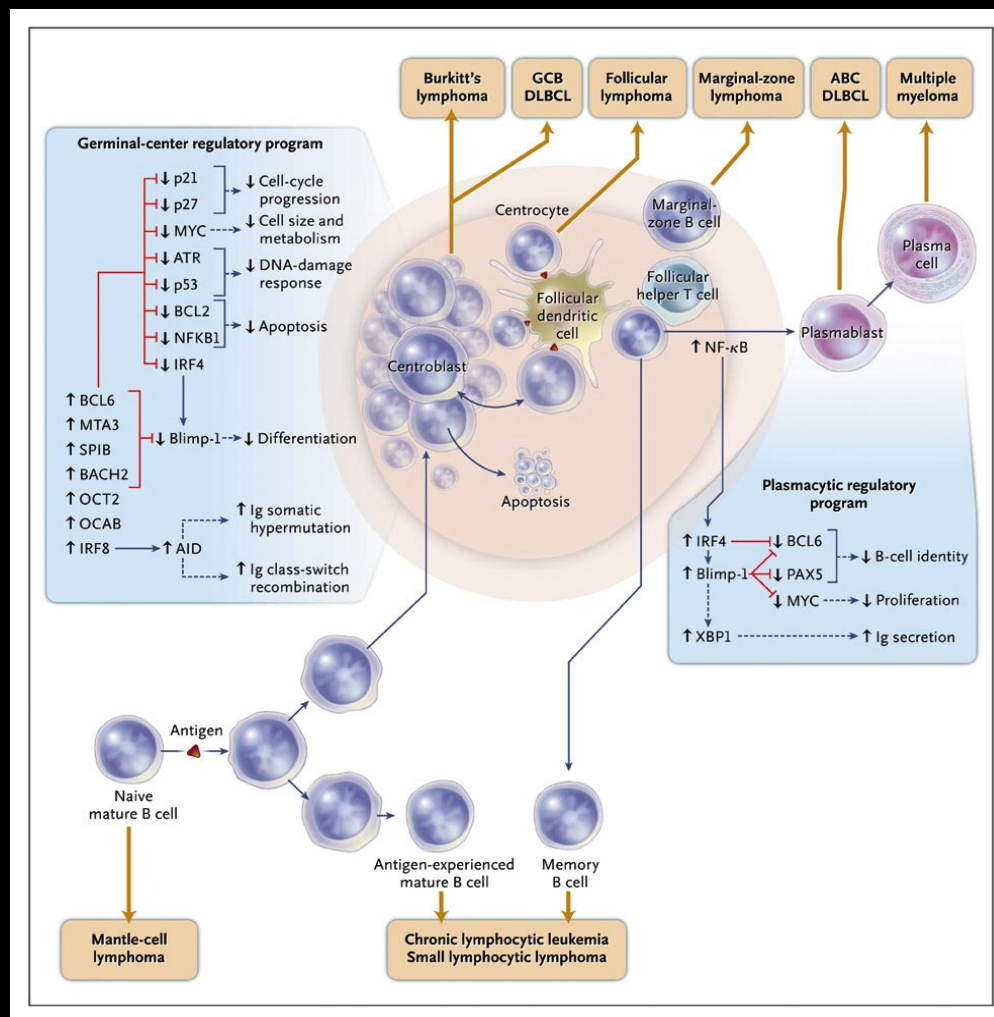 Burkitt's
lymphoma
GCB
DLBCL
Follicular
lymphoma
Marginal-zone
lymphoma
ABC
DLBCL
Multiple
myeloma
Germinal-center regulatory program
↓ p21
↓ p27
↓ Cell-cycle
progression
↓ MYC
↓ Cell size and
metabolism
↓ ATR
↓ p53
↓ DNA-damage
response
↓ BCL2
↓ NFKB1
↓ Apoptosis
↓ IRF4
↑ BCL6
↑ MTA3
↑ SPIB
↑ BACH2
↑ OCT2
↑ OCAB
↑ IRF8
↓ Blimp-1
↓ Differentiation
↑ AID
↑ Ig somatic
hypermutation
↑ Ig class-switch
recombination
Centrocyte
Marginal-
zone B cell
Follicular
helper T cell
Follicular
dendritic
cell
Centroblast
Apoptosis
↑ NF-κB
Plasmablast
Plasma
cell
Plasmacytic regulatory
program
↑ IRF4
↓ BCL6
↑ Blimp-1
↓ PAX5
↓ B-cell identity
↓ MYC
↓ Proliferation
↑ XBP1
↑ Ig secretion
Antigen
Naive
mature B cell
Antigen-experienced
mature B cell
Memory
B cell
Mantle-cell
lymphoma
Chronic lymphocytic leukemia
Small lymphocytic lymphoma